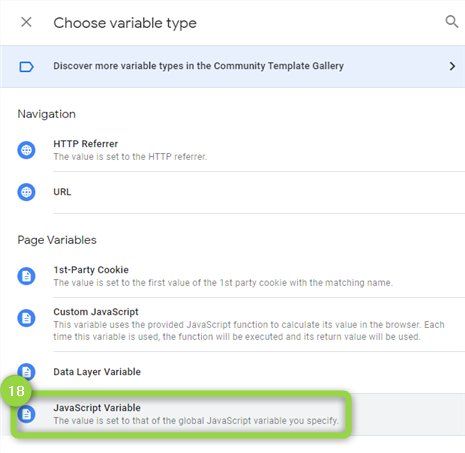 Choose variable type
Discover more variable types in the Community Template Gallery
Navigation
HTTP Referrer
The value is set to the HTTP referrer.
URL
Page Variables
1st-Party Cookie
The value is set to the first value of the 1st party cookie with the matching name.
Custom JavaScript
This variable uses the provided JavaScript function to calculate its value in the browser. Each
time this variable is used, the function will be executed and its return value will be used.
Data Layer Variable
18
JavaScript Variable
The value is set to that of the global JavaScript variable you specify.